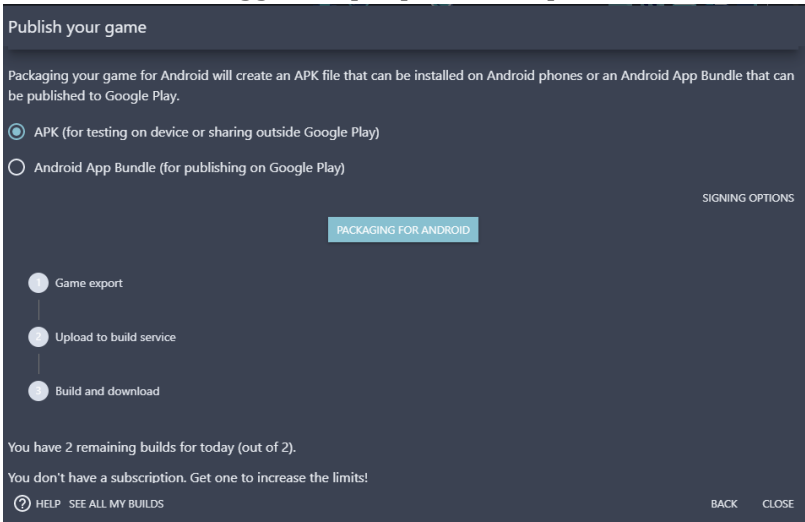 Publish your game
Packaging your game for Android will create an APK file that can be installed on Android phones or an Android App Bundle that can
be published to Google Play.
APK (for testing on device or sharing outside Google Play)
Android App Bundle (for publishing on Google Play)
SIGNING OPTIONS
PACKAGING FOR ANDROID
1 Game export
2 Upload to build service
3 Build and download
You have 2 remaining builds for today (out of 2).
You don't have a subscription. Get one to increase the limits!
? HELP SEE ALL MY BUILDS BACK CLOSE